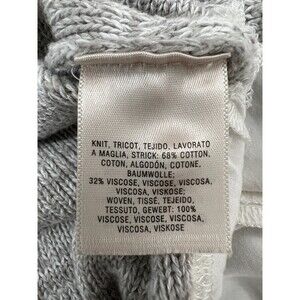 KNIT, TRICOT, TEJIDO, LAVORATO
A MAGLIA, STRICK: 68% COTTON,
COTON, ALGODÓN, COTONE,
BAUMWOLLE;
32% VISCOSE, VISCOSE, VISCOSA,
VISCOSA, VISKOSE;
WOVEN, TISSÉ, TEJEIDO,
TESSUTO, GEWEBT: 100%
VISCOSE, VISCOSE, VISCOSA,
VISCOSA, VISKOSE